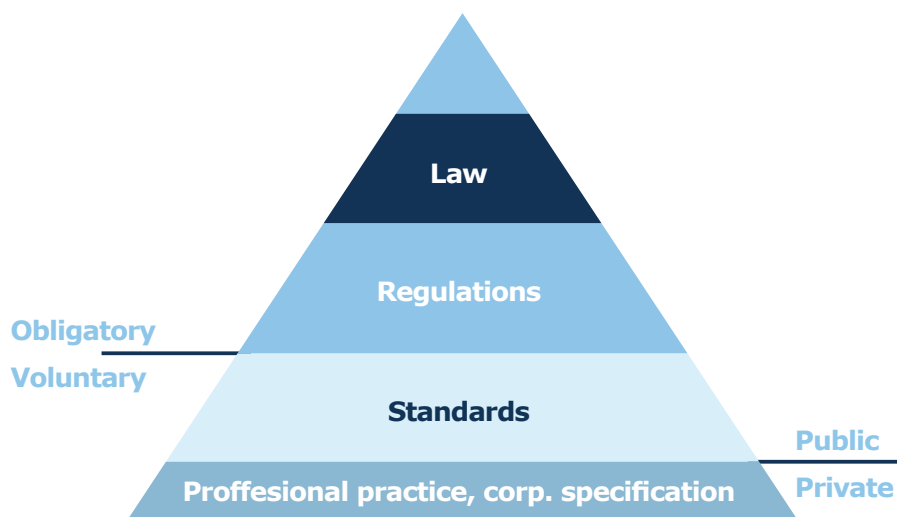 Law
Regulations
Obligatory
Voluntary
Standards
Public
Private
Proffesional practice, corp. specification